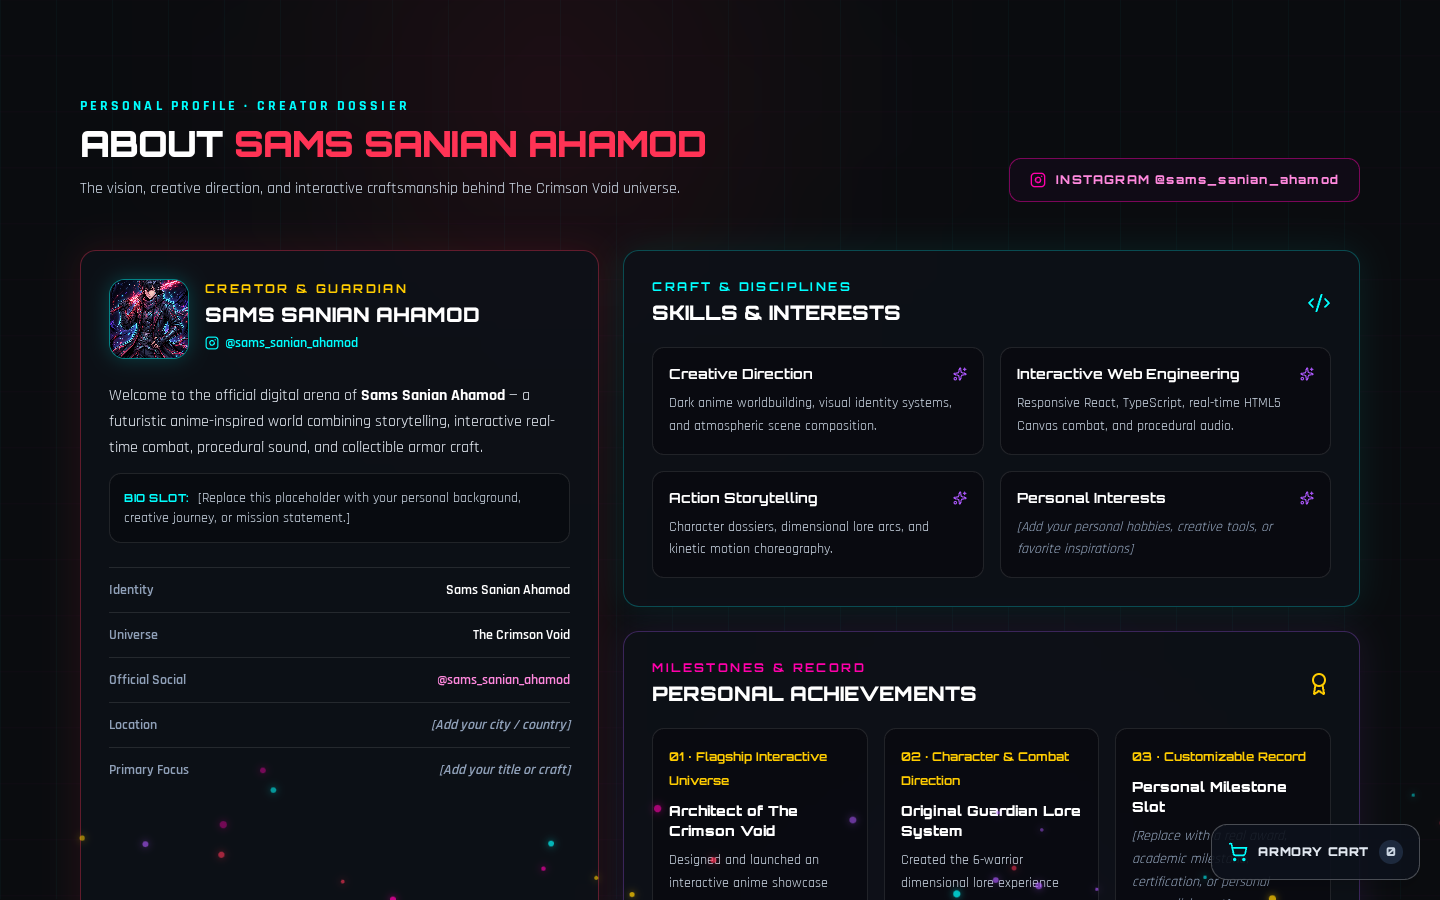 PERSONAL PROFILE · CREATOR DOSSIER
ABOUT SAMS SANIAN AHAMOD
The vision, creative direction, and interactive craftsmanship behind The Crimson Void universe.
INSTAGRAM @sams_sanian_ahamod
CREATOR & GUARDIAN
SAMS SANIAN AHAMOD
@sams_sanian_ahamod
Welcome to the official digital arena of Sams Sanian Ahamod — a
futuristic anime-inspired world combining storytelling, interactive real-
time combat, procedural sound, and collectible armor craft.
BIO SLOT: [Replace this placeholder with your personal background,
creative journey, or mission statement.]
Identity Sams Sanian Ahamod
Universe The Crimson Void
Official Social @sams_sanian_ahamod
Location [Add your city / country]
Primary Focus [Add your title or craft]
CRAFT & DISCIPLINES
SKILLS & INTERESTS
Creative Direction
Dark anime worldbuilding, visual identity systems,
and atmospheric scene composition.
Interactive Web Engineering
Responsive React, TypeScript, real-time HTML5
Canvas combat, and procedural audio.
Action Storytelling
Character dossiers, dimensional lore arcs, and
kinetic motion choreography.
Personal Interests
[Add your personal hobbies, creative tools, or
favorite inspirations]
MILESTONES & RECORD
PERSONAL ACHIEVEMENTS
01 · Flagship Interactive
Universe
Architect of The
Crimson Void
Designed and launched an
interactive anime showcase
02 · Character & Combat
Direction
Original Guardian Lore
System
Created the 6-warrior
dimensional lore experience
03 · Customizable Record
Personal Milestone
Slot
[Replace with a real award,
academic
certification, or personal
ARMORY CART 0